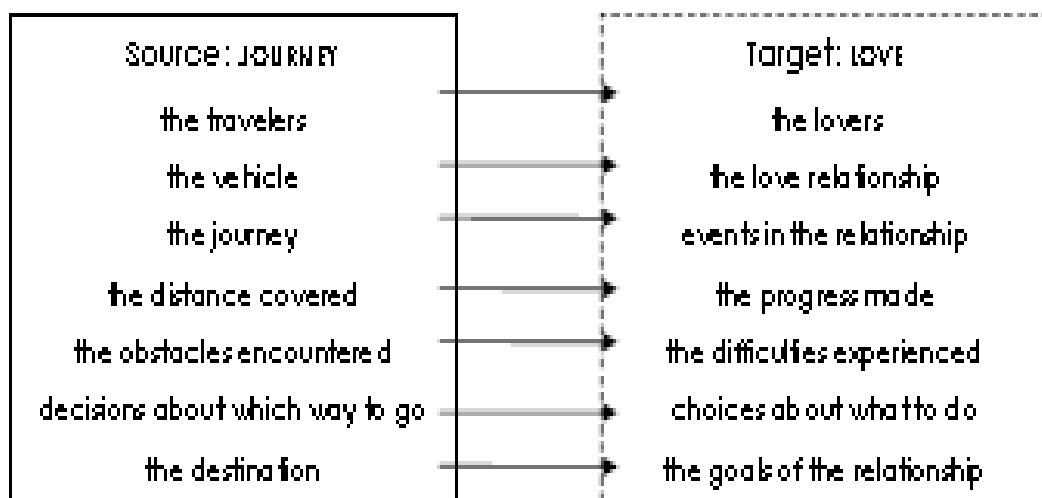 Source: JOURNEY
the travelers
the vehicle
the journey
the distance covered
the obstacles encountered
decisions about which way to go
the destination
Target: LOVE
the lovers
the love relationship
events in the relationship
the progress made
the difficulties experienced
choices about what to do
the goals of the relationship